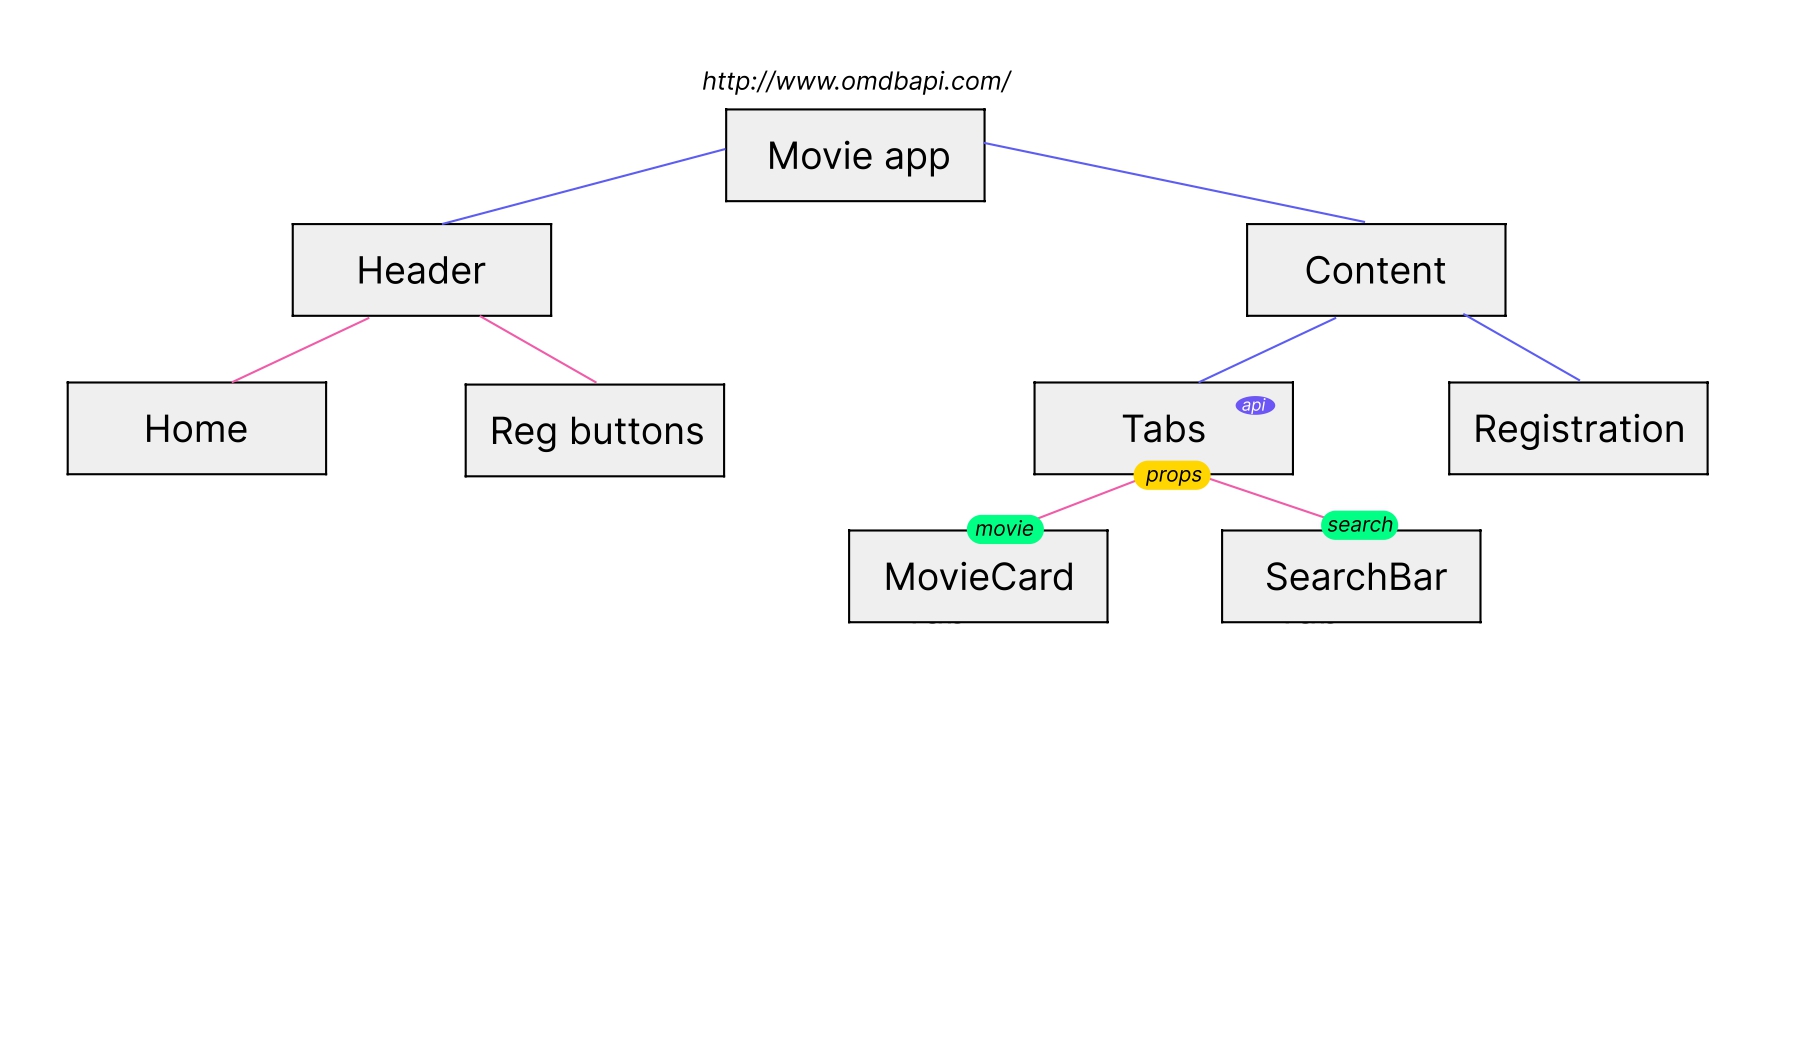 http://www.omdbapi.com/
Movie app
Header
Content
Home
Reg buttons
Tabs
api
Registration
props
movie
search
MovieCard
SearchBar